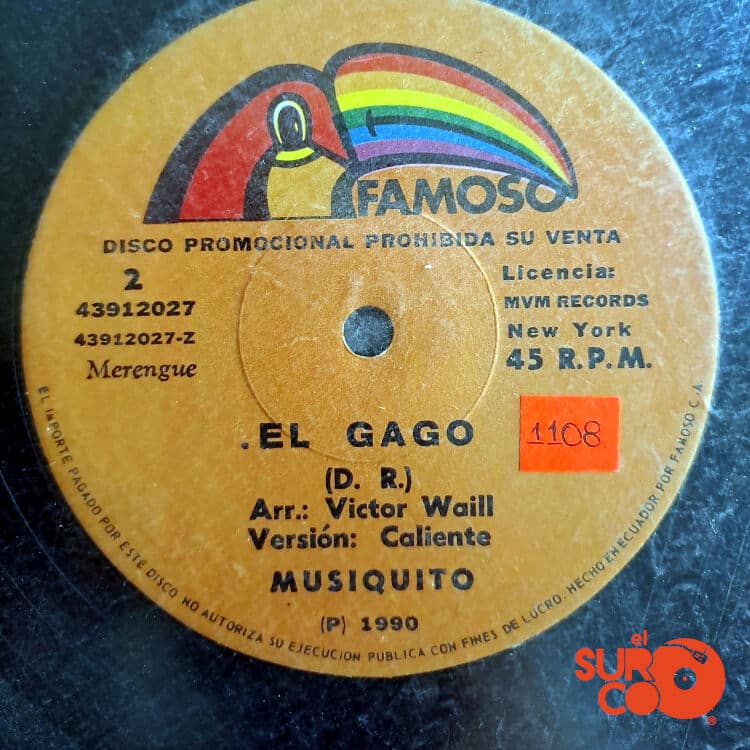 FAMOSO
DISCO PROMOCIONAL PROHIBIDA SU VENTA
2
43912027
43912027-Z
Merengue
Licencia:
MVM RECORDS
New York
45 R.P.M.
.EL GAGO
1108
(D. R.)
Arr.: Victor Waill
Versión: Caliente
MUSIQUITO
(P) 1990
EL IMPORTE PAGADO POR ESTE DISCO NO AUTORIZA SU EJECUCION PUBLICA CON FINES DE LUCRO. HECHO EN ECUADOR POR FAMOSO C.A.
el
SURCO
®